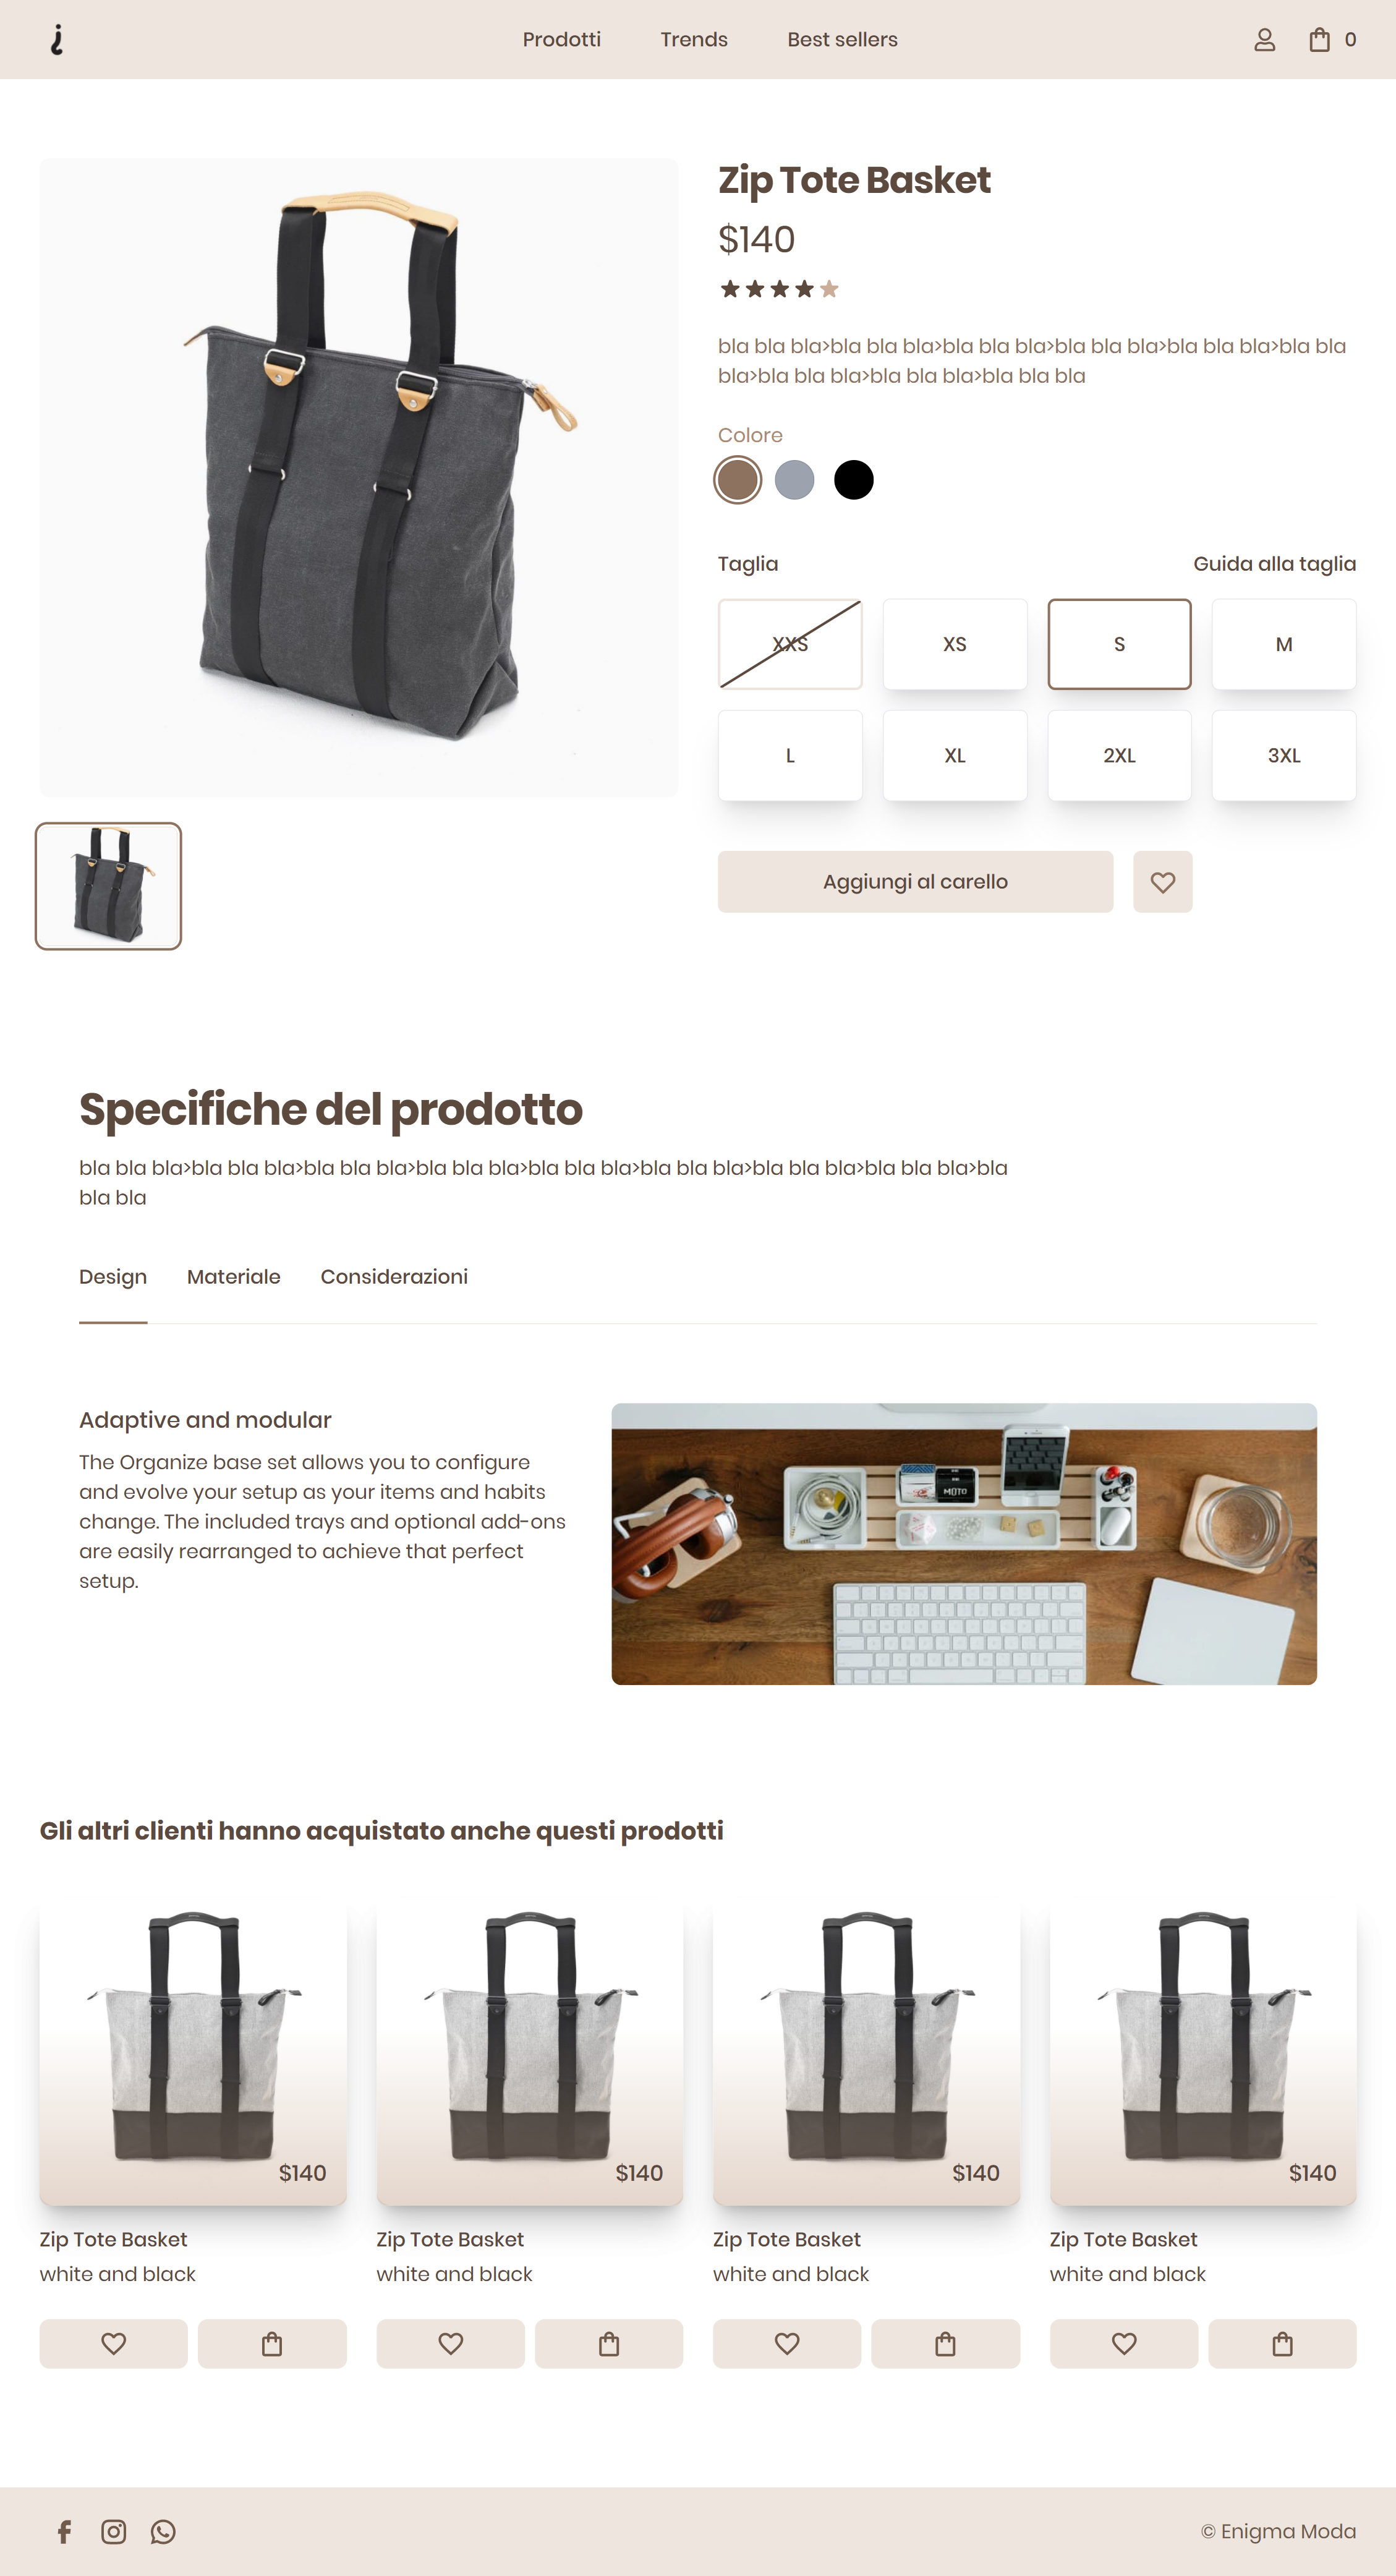 Prodotti
Trends
Best sellers
0
Zip Tote Basket
$140
bla bla bla>bla bla bla>bla bla bla>bla bla bla>bla bla bla>bla bla
bla>bla bla bla>bla bla bla>bla bla bla
Colore
Taglia
Guida alla taglia
XXS
XS
S
M
L
XL
2XL
3XL
Aggiungi al carello
Specifiche del prodotto
bla bla bla>bla bla bla>bla bla bla>bla bla bla>bla bla bla>bla bla bla>bla bla bla>bla bla bla>bla
bla bla
Design
Materiale
Considerazioni
Adaptive and modular
The Organize base set allows you to configure
and evolve your setup as your items and habits
change. The included trays and optional add-ons
are easily rearranged to achieve that perfect
setup.
MOTO
Gli altri clienti hanno acquistato anche questi prodotti
$140
$140
$140
$140
Zip Tote Basket
Zip Tote Basket
Zip Tote Basket
Zip Tote Basket
white and black
white and black
white and black
white and black
© Enigma Moda